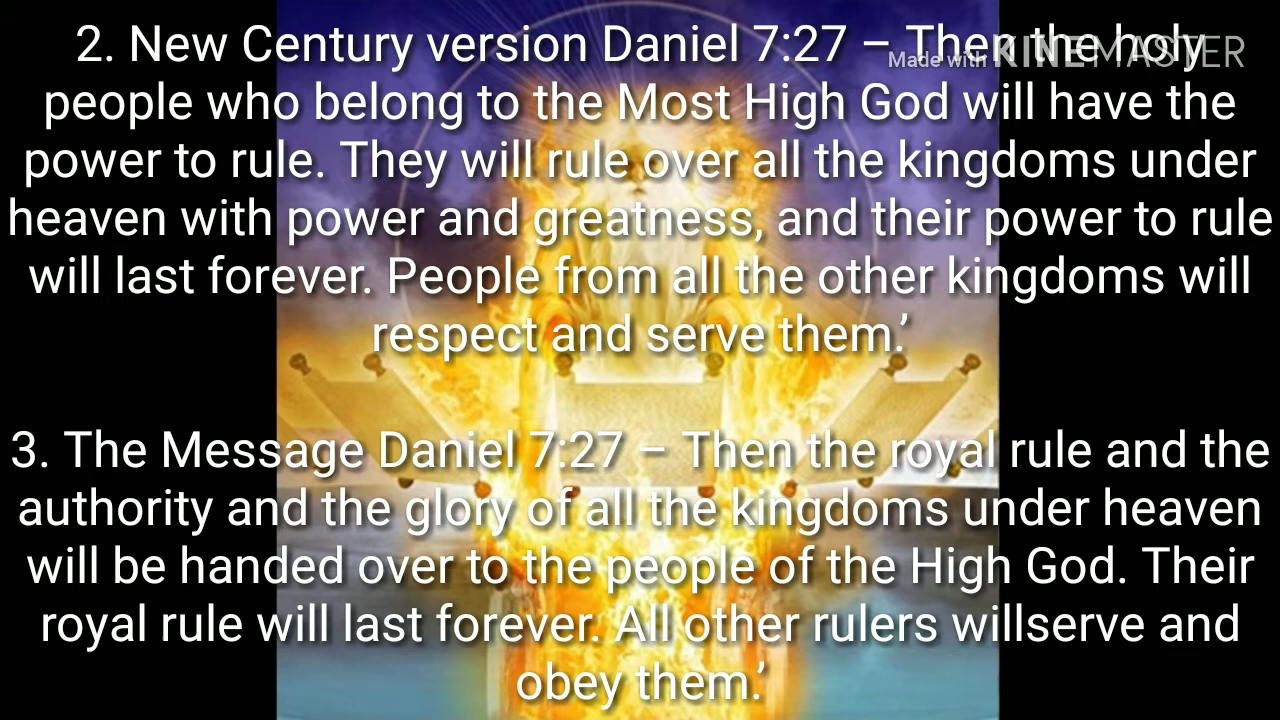 2. New Century version Daniel 7:27 – Then the holy
Made with KINEMASTER
people who belong to the Most High God will have the
power to rule. They will rule over all the kingdoms under
heaven with power and greatness, and their power to rule
will last forever. People from all the other kingdoms will
respect and serve them.’
3. The Message Daniel 7:27 – Then the royal rule and the
authority and the glory of all the kingdoms under heaven
will be handed over to the people of the High God. Their
royal rule will last forever. All other rulers willserve and
obey them.’